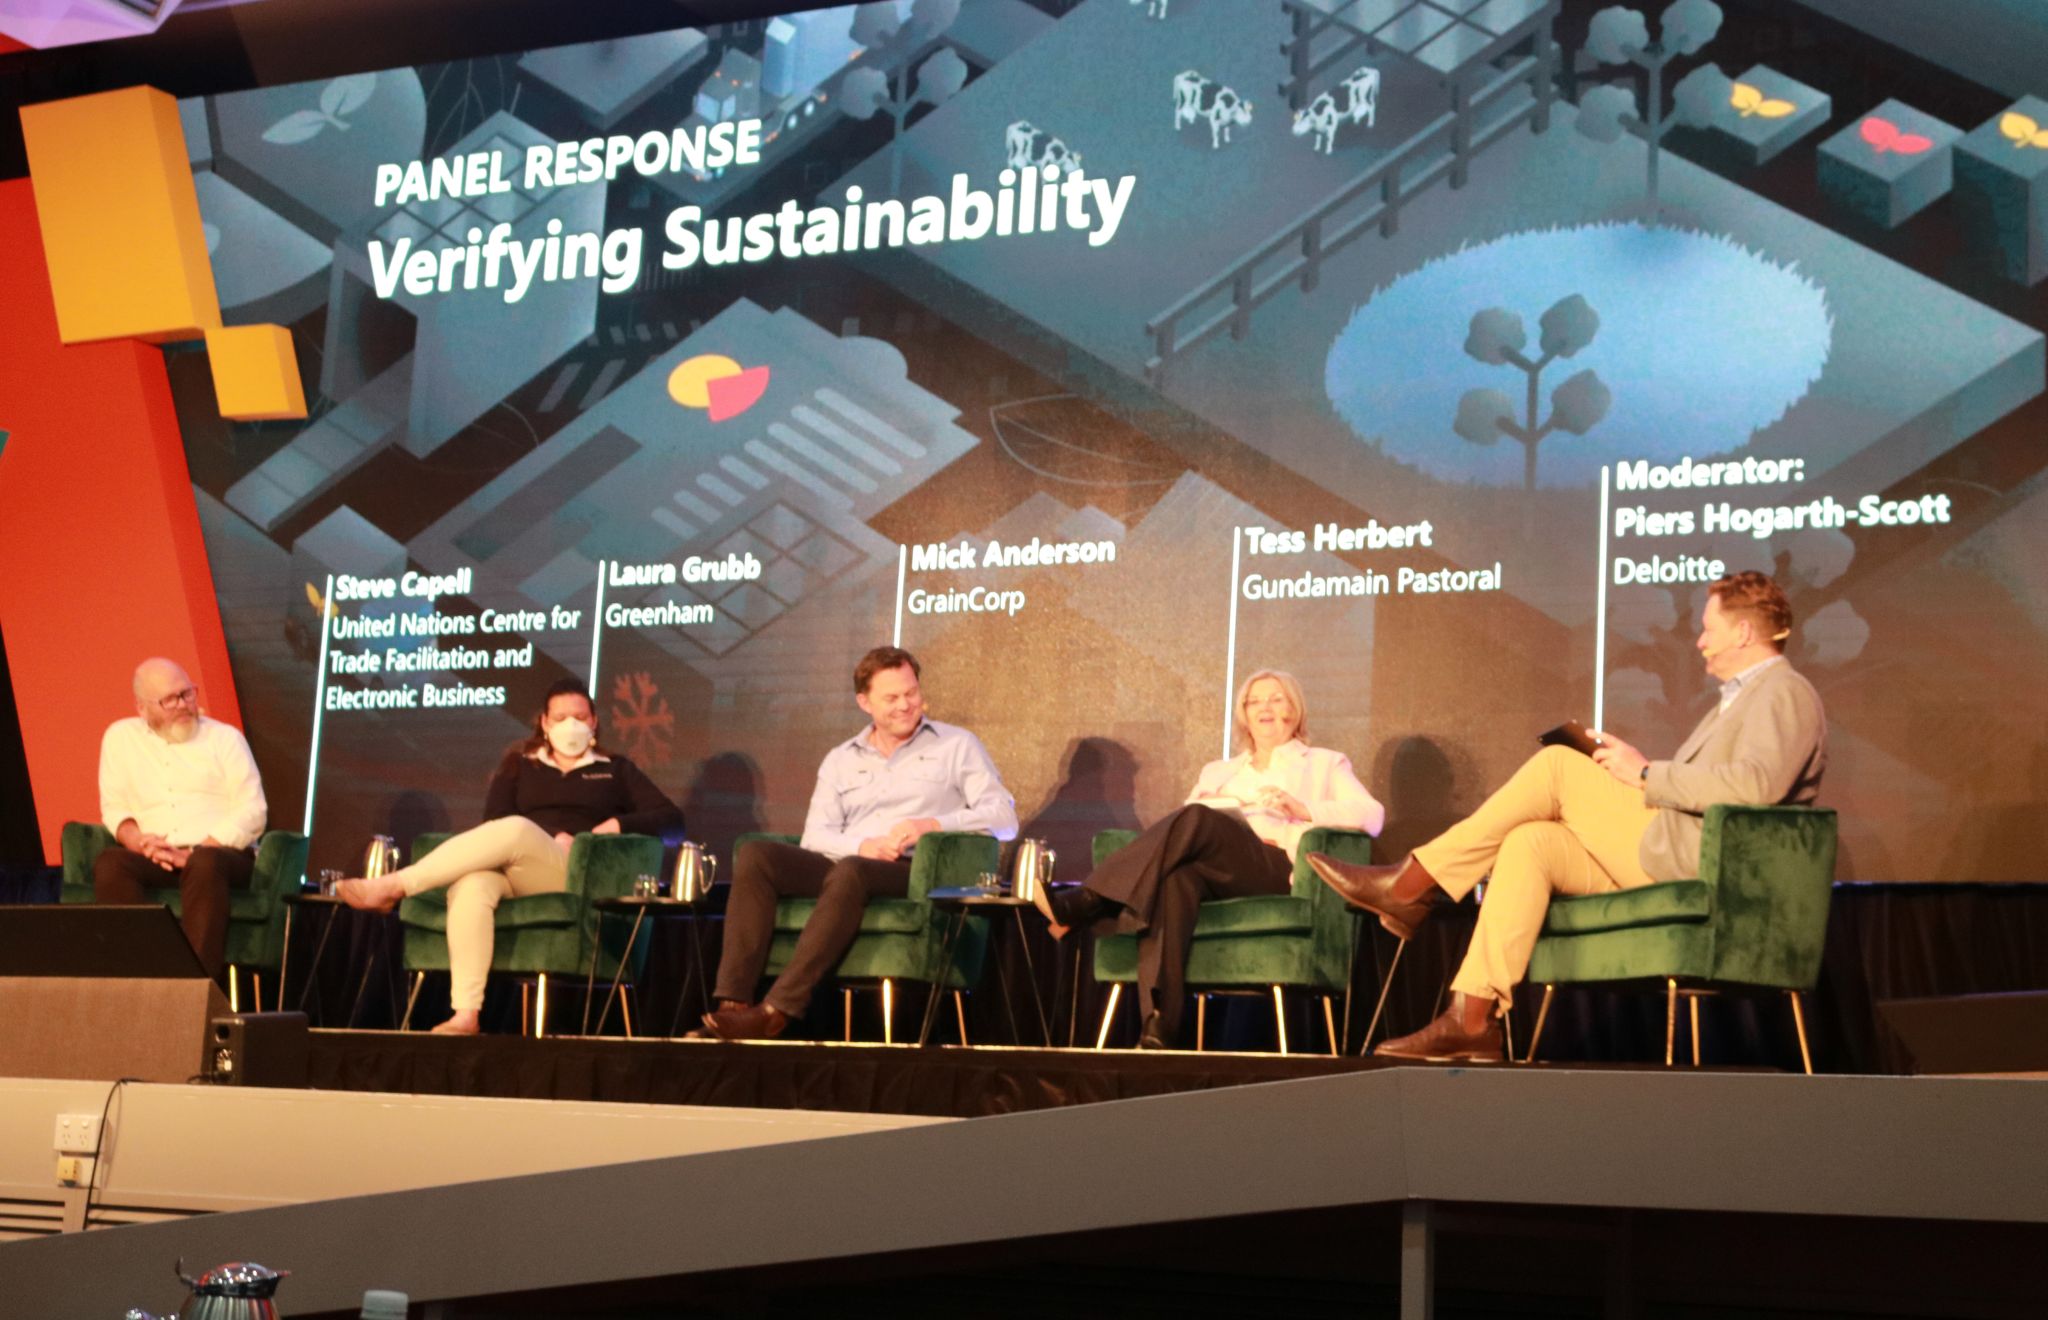 PANEL RESPONSE
Verifying Sustainability
Steve Capell
United Nations Centre for
Trade Facilitation and
Electronic Business
Laura Grubb
Greenham
Mick Anderson
GrainCorp
Tess Herbert
Gundamain Pastoral
Moderator:
Piers Hogarth-Scott
Deloitte